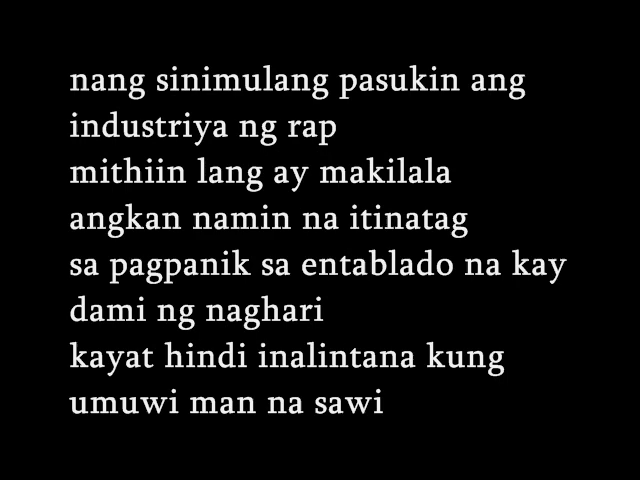 nang sinimulang pasukin ang
industriya ng rap
mithiin lang ay makilala
angkan namin na itinatag
sa pagpanik sa entablado na kay
dami ng naghari
kayat hindi inalintana kung
umuwi man na sawi